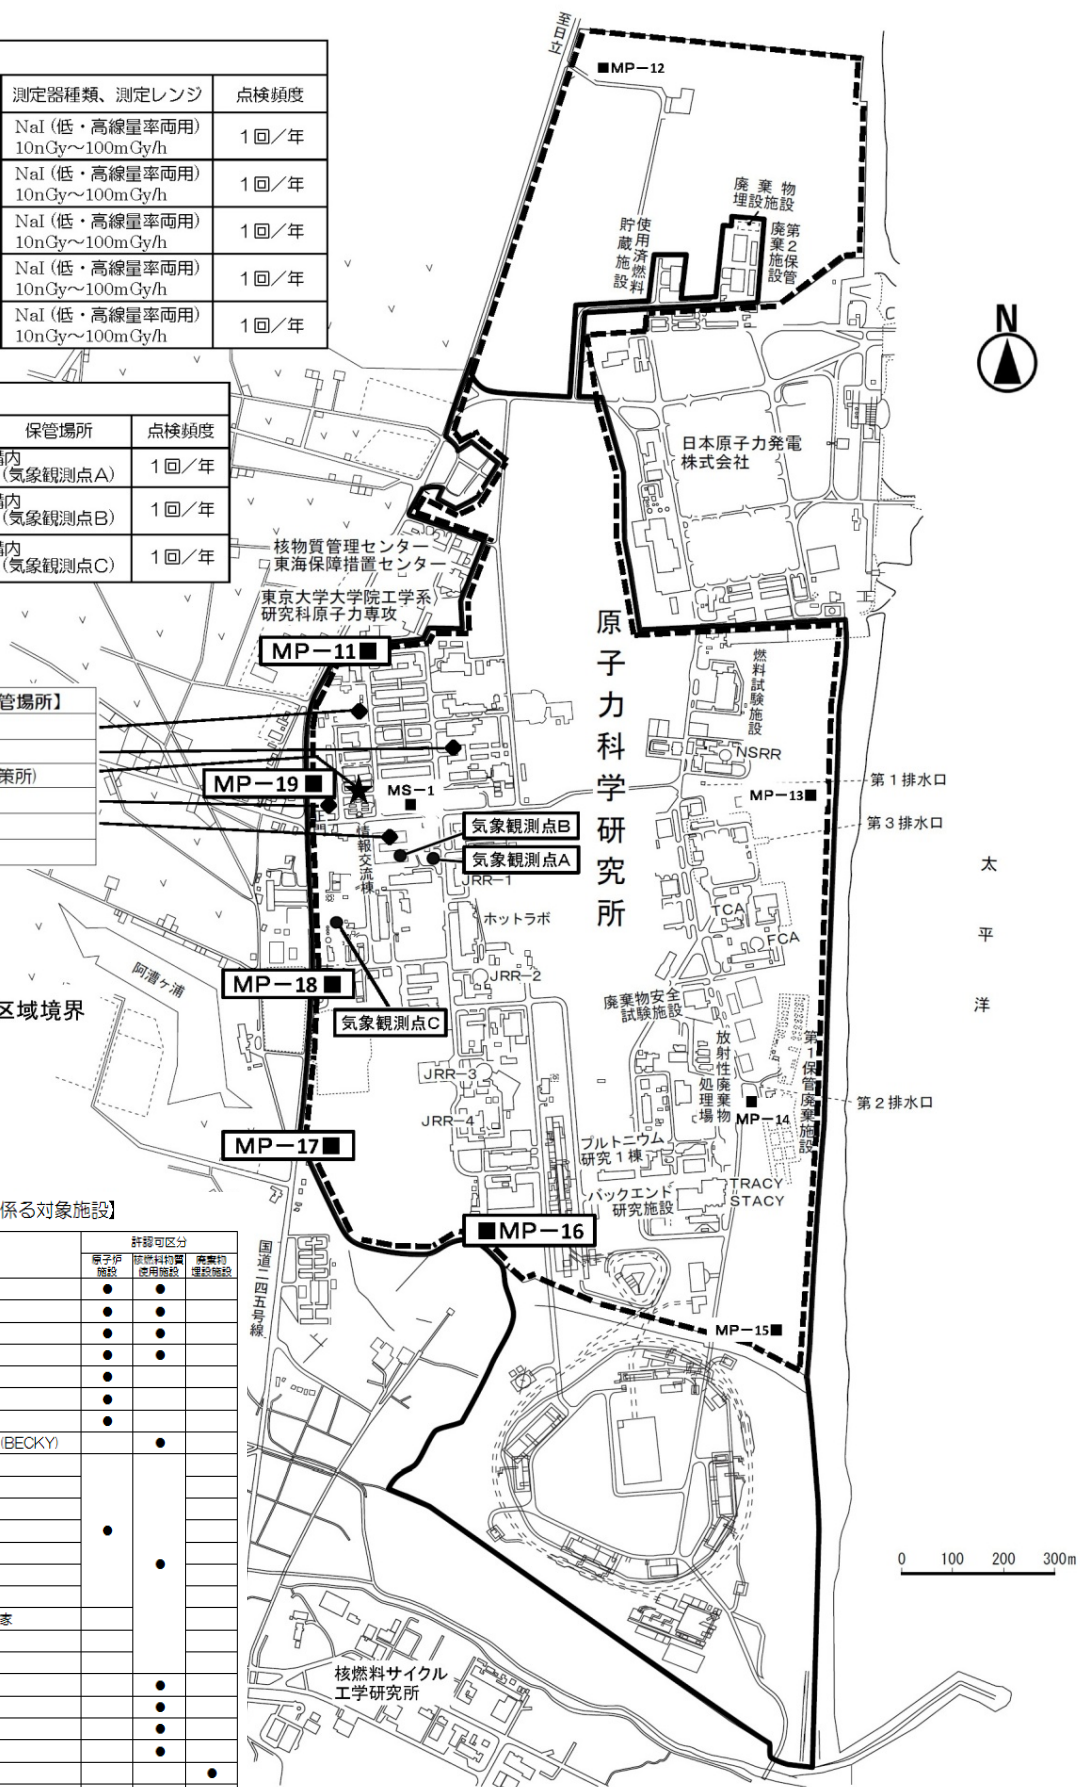 測定器種類、測定レンジ 点検頻度
NaI (低・高線量率両用)
10nGy～100mGy/h
1回／年
NaI (低・高線量率両用)
10nGy～100mGy/h
1回／年
NaI (低・高線量率両用)
10nGy～100mGy/h
1回／年
NaI (低・高線量率両用)
10nGy～100mGy/h
1回／年
NaI (低・高線量率両用)
10nGy～100mGy/h
1回／年
保管場所 点検頻度
構内
(気象観測点A)
1回／年
構内
(気象観測点B)
1回／年
構内
(気象観測点C)
1回／年
至日立
■MP-12
廃棄物
埋設施設
使用済燃料
貯蔵施設
第2保管
廃棄施設
N
日本原子力発電
株式会社
核物質管理センター
東海保障措置センター
東京大学大学院工学系
研究科原子力専攻
原子力科学研究所
MP-11■
管場所】
策所)
MP-19■
MS-1
正門
情報交流棟
気象観測点B
気象観測点A
JRR-1
ホットラボ
燃料試験施設
NSRR
MP-13■
第1排水口
第3排水口
太平洋
TCA
FCA
JRR-2
MP-18■
気象観測点C
阿漕ヶ浦
区域境界
廃棄物安全
試験施設
放射性廃棄物
処理場
第1保管廃棄施設
JRR-3
JRR-4
MP-14
第2排水口
MP-17■
プルトニウム
研究1棟
バックエンド
研究施設
TRACY
STACY
■MP-16
MP-15■
国道二四五号線
係る対象施設】
許認可区分
原子炉
施設
核燃料物質
使用施設
廃棄物
埋設施設
● ●
● ●
● ●
● ●
●
●
●
(BECKY) ●
●
●
家
●
●
●
●
●
0 100 200 300m
核燃料サイクル
工学研究所